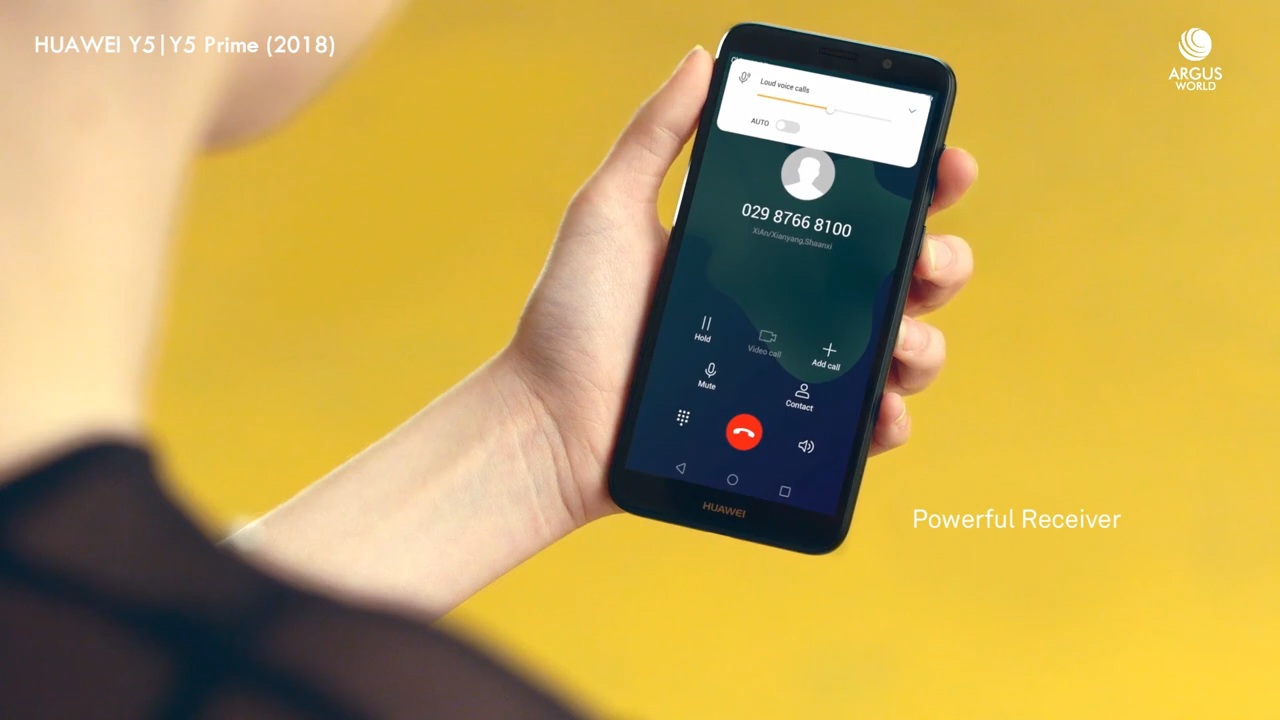 HUAWEI Y5|Y5 Prime (2018)
ARGUS
WORLD
Loud voice calls
AUTO
029 8766 8100
XiAn/Xianyang,Shaanxi
Hold
Video call
Add call
Mute
Contact
HUAWEI
Powerful Receiver